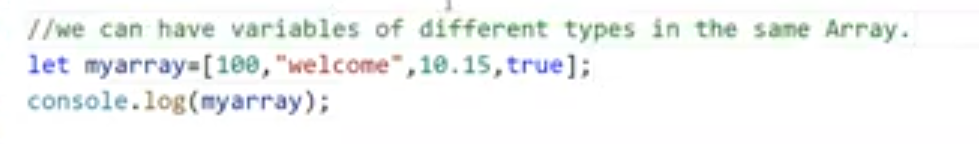 //we can have variables of different types in the same Array.
let myarray=[100,"welcome",10.15,true];
console.log(myarray);